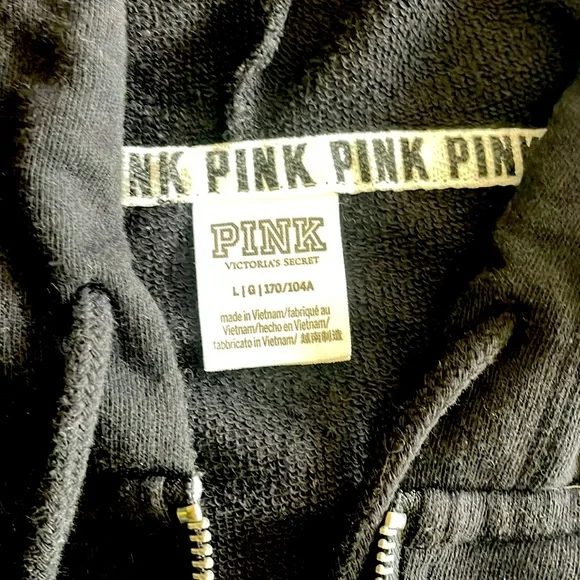 NK PINK PINK PIN
PINK
VICTORIA'S SECRET
L | G | 170/104A
made in Vietnam/fabriqué au
Vietnam/hecho en Vietnam/
fabbricato in Vietnam/ 越南制造